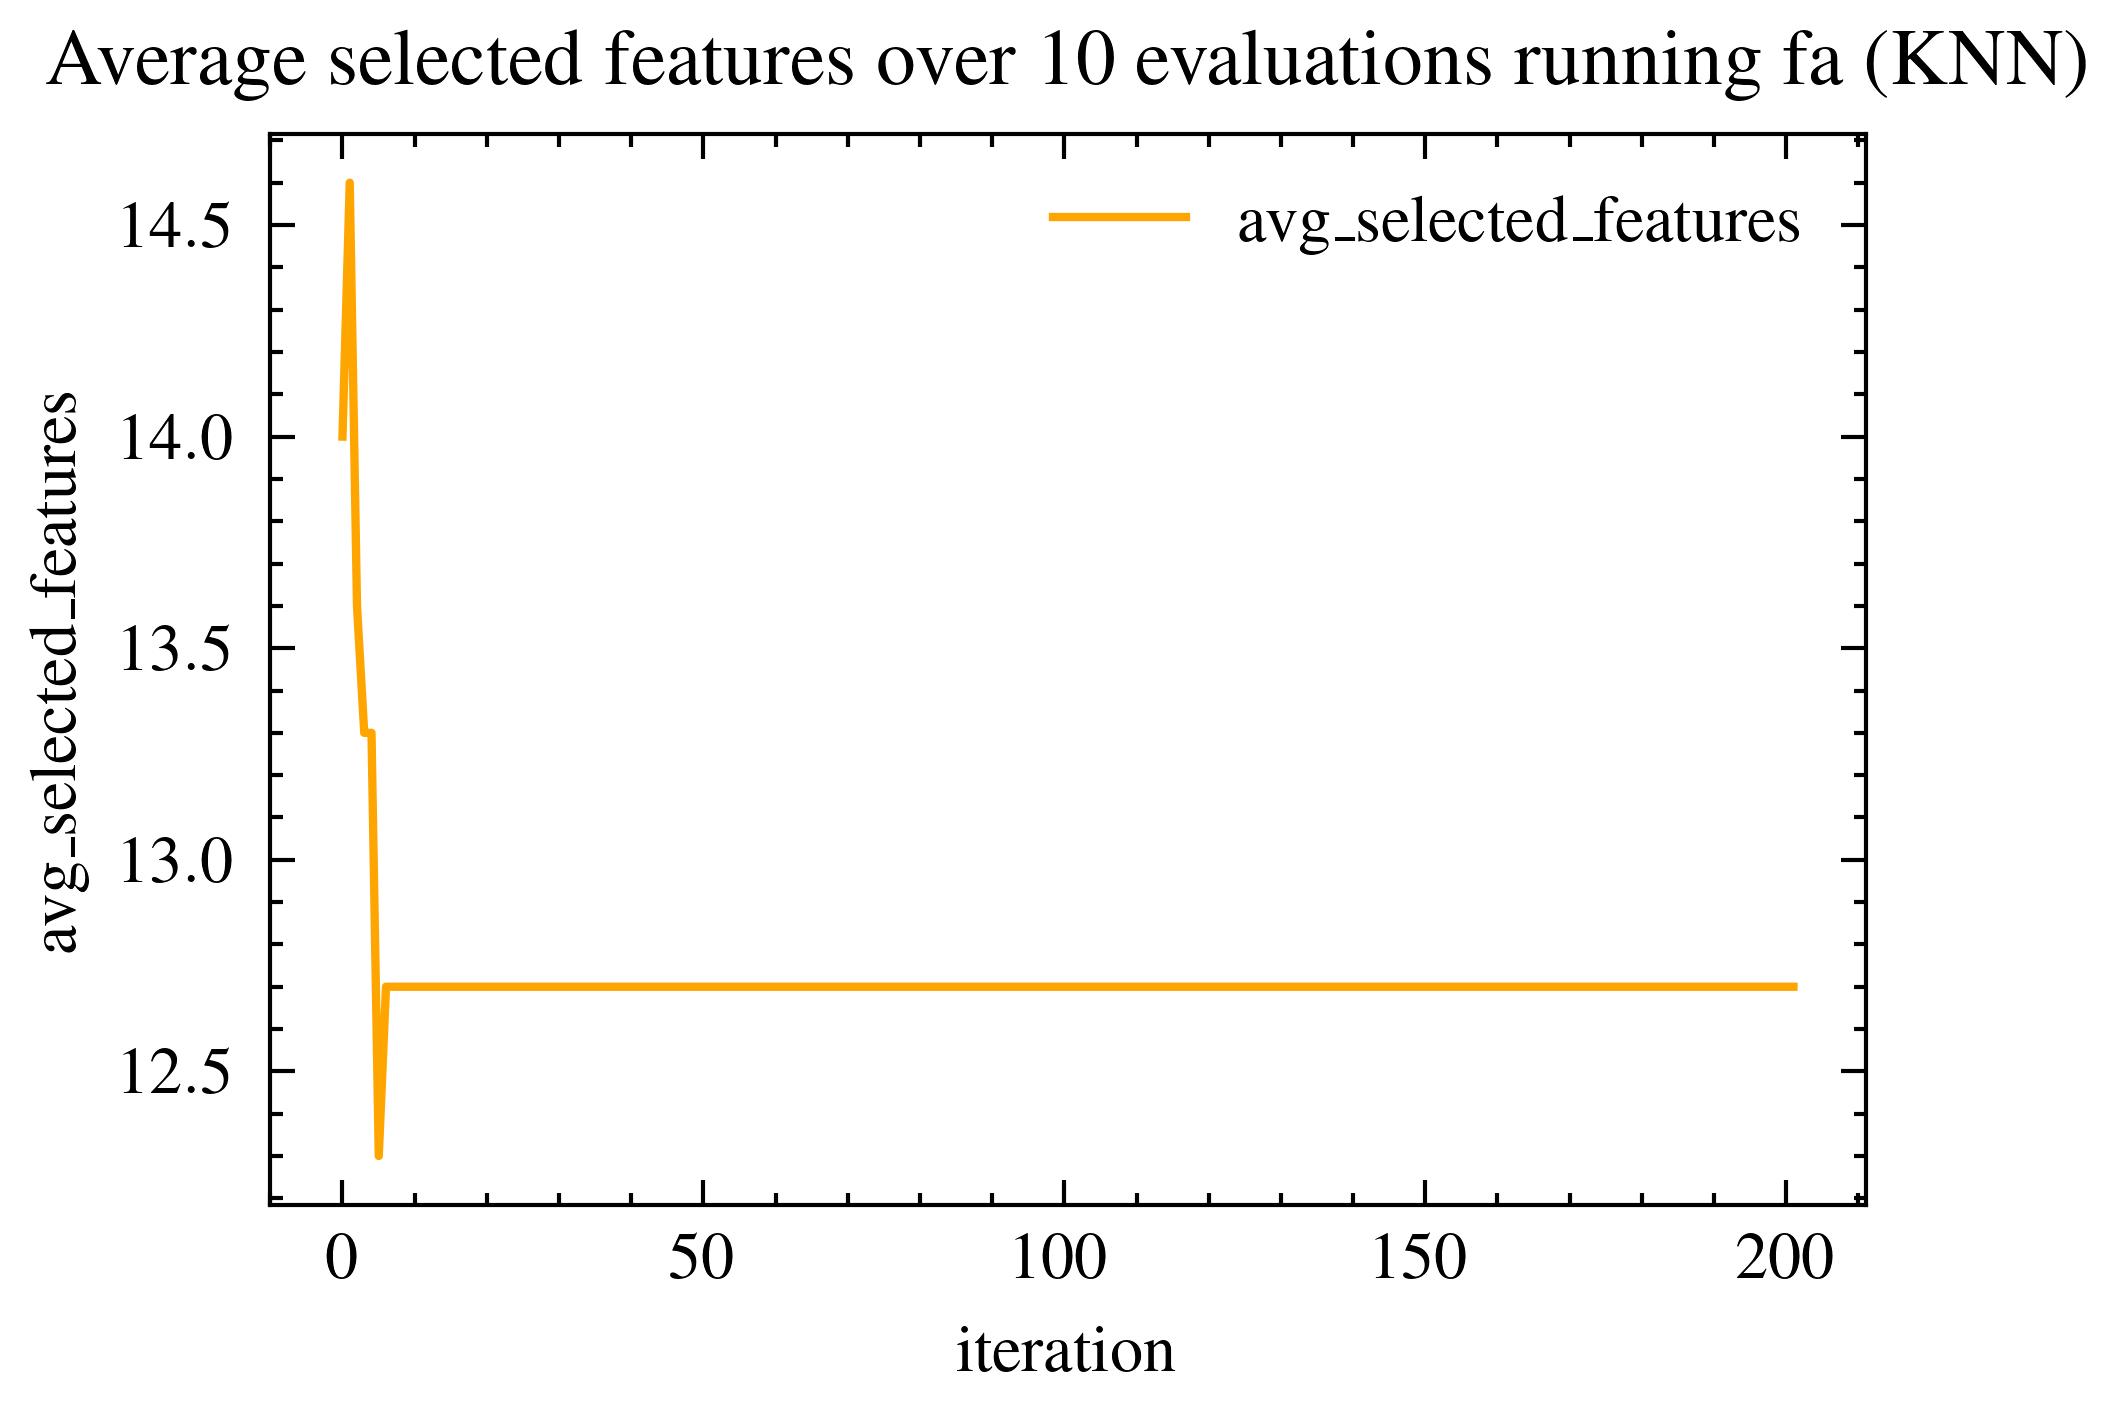 Average selected features over 10 evaluations running fa (KNN)
avg_selected_features
14.5
14.0
13.5
13.0
12.5
avg_selected_features
0 50 100 150 200
iteration